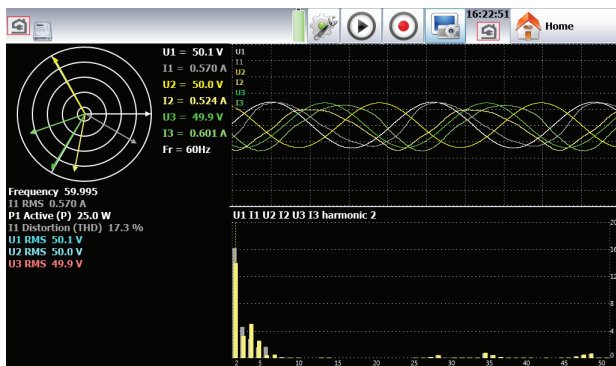 16:22:51
Home
U1 = 50.1 V
I1 = 0.570 A
U2 = 50.0 V
I2 = 0.524 A
U3 = 49.9 V
I3 = 0.601 A
Fr = 60Hz
U1
I1
U2
I2
U3
I3
Frequency 59.995
I1 RMS 0.570 A
P1 Active (P) 25.0 W
I1 Distortion (THD) 17.3 %
U1 RMS 50.1 V
U2 RMS 50.0 V
U3 RMS 49.9 V
U1 I1 U2 I2 U3 I3 harmonic 2
20
16
12
8
4
0
2 5 10 15 20 25 30 35 40 45 50